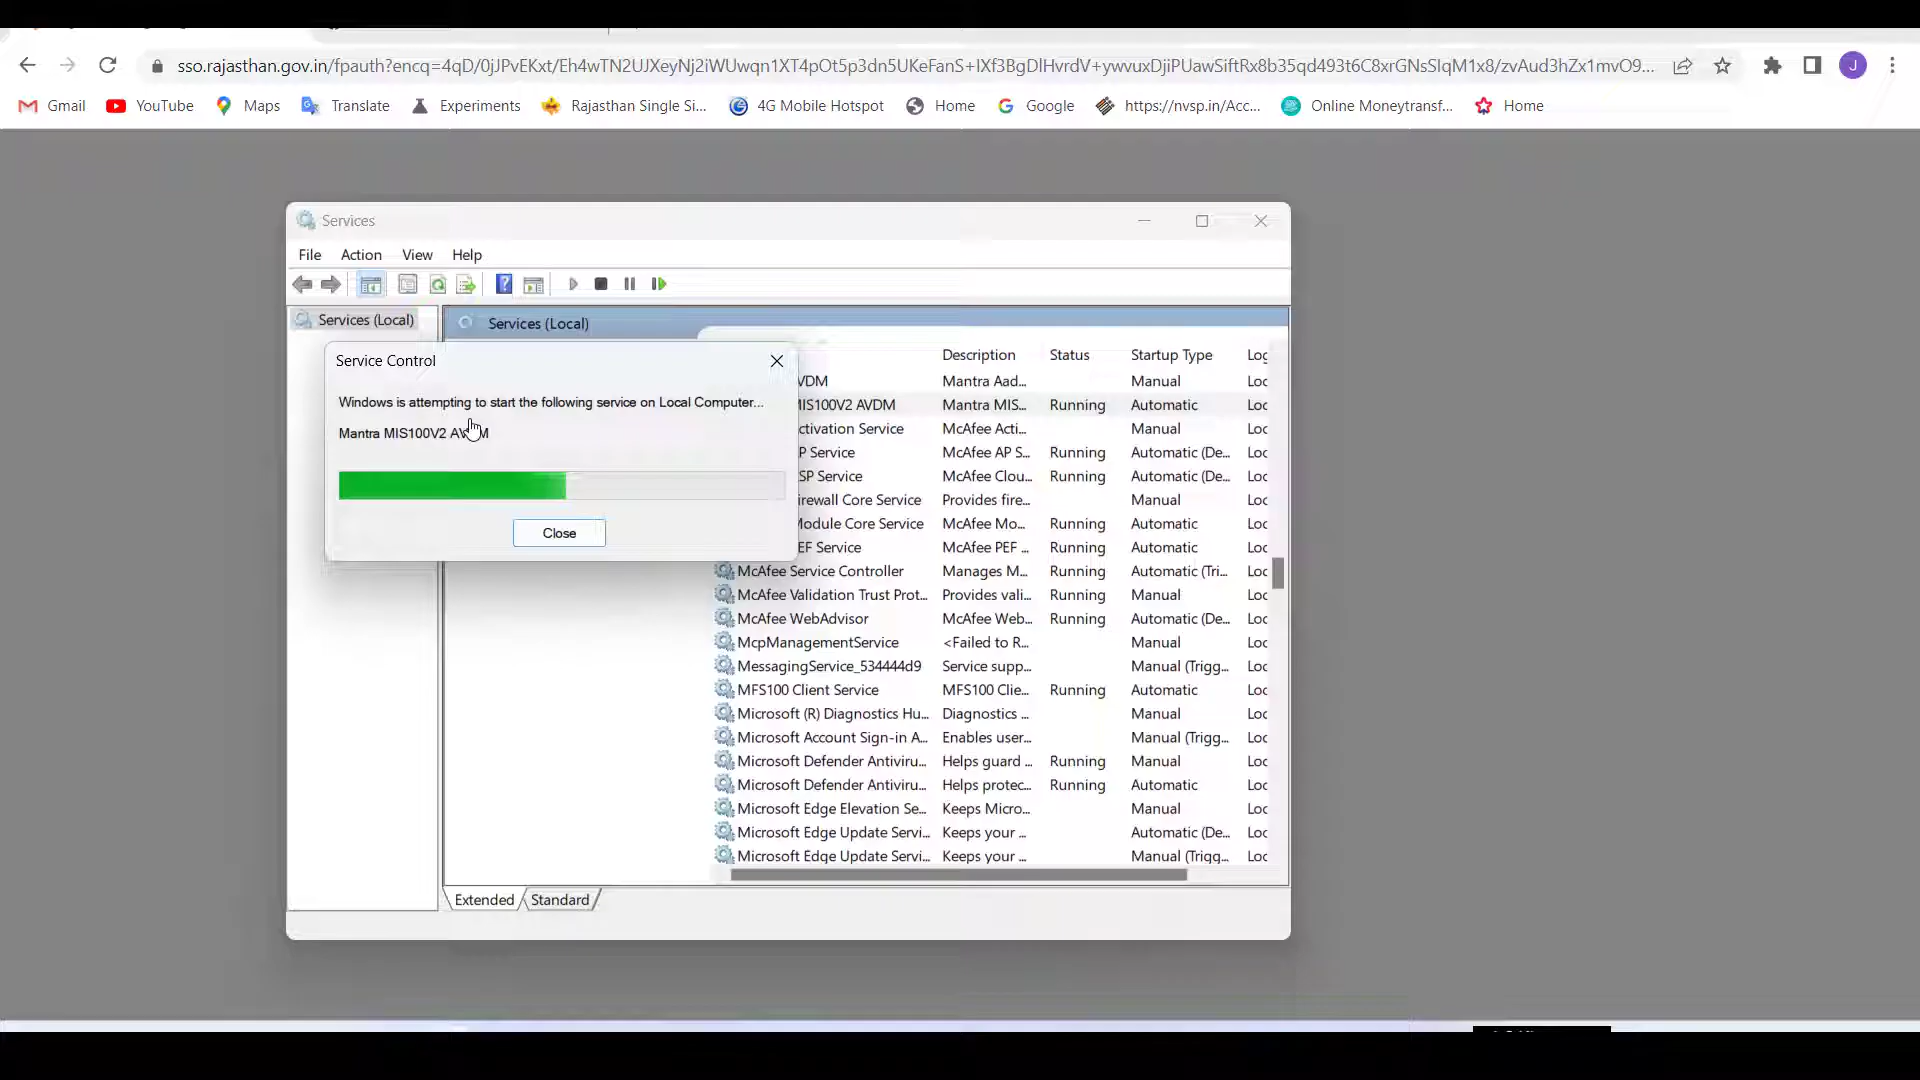 sso.rajasthan.gov.in/fpauth?encq=4qD/0jJPvEKxt/Eh4wTN2UJXeyNj2iWUwqn1XT4pOt5p3dn5UKeFanS+IXf3BgDlHvrdV+ywvuxDjiPUawSiftRx8b35qd493t6C8xrGNsSIqM1x8/zvAud3hZx1mvO9...
J
Gmail YouTube Maps Translate Experiments Rajasthan Single Si... 4G Mobile Hotspot Home Google https://nvsp.in/Acc... Online Moneytransf... Home
Services
File Action View Help
Services (Local)
Services (Local)
Service Control
Windows is attempting to start the following service on Local Computer...
Mantra MIS100V2
Close
Description Status Startup Type Log
VDM Mantra Aad... Manual Loc
MIS100V2 AVDM Mantra MIS... Running Automatic Loc
ctivation Service McAfee Acti... Manual Loc
P Service McAfee AP S... Running Automatic (De... Loc
SP Service McAfee Clou... Running Automatic (De... Loc
irewall Core Service Provides fire... Manual Loc
Module Core Service McAfee Mo... Running Automatic Loc
EF Service McAfee PEF ... Running Automatic Loc
McAfee Service Controller Manages M... Running Automatic (Tri... Loc
McAfee Validation Trust Prot... Provides vali... Running Manual Loc
McAfee WebAdvisor McAfee Web... Running Automatic (De... Loc
McpManagementService <Failed to R... Manual Loc
MessagingService_534444d9 Service supp... Manual (Trigg... Loc
MFS100 Client Service MFS100 Clie... Running Automatic Loc
Microsoft (R) Diagnostics Hu... Diagnostics ... Manual Loc
Microsoft Account Sign-in A... Enables user... Manual (Trigg... Loc
Microsoft Defender Antiviru... Helps guard ... Running Manual Loc
Microsoft Defender Antiviru... Helps protec... Running Automatic Loc
Microsoft Edge Elevation Se... Keeps Micro... Manual Loc
Microsoft Edge Update Servi... Keeps your ... Automatic (De... Loc
Microsoft Edge Update Servi... Keeps your ... Manual (Trigg... Loc
Extended Standard